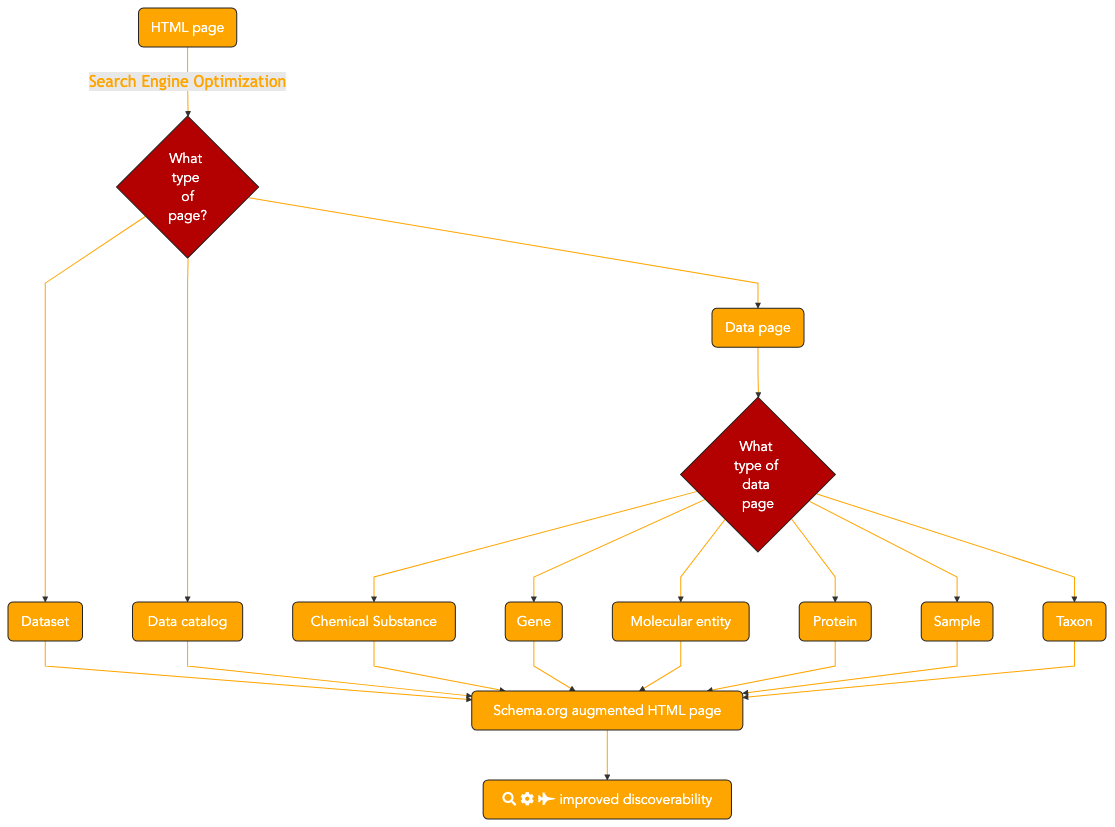 HTML page
Search Engine Optimization
What
type
of
page?
Data page
What
type of
data
page
Dataset
Data catalog
Chemical Substance
Gene
Molecular entity
Protein
Sample
Taxon
Schema.org augmented HTML page
improved discoverability